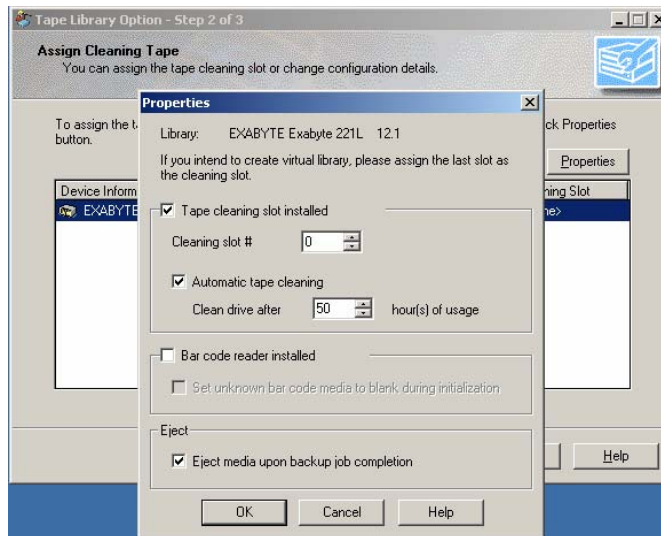 Tape Library Option - Step 2 of 3
Assign Cleaning Tape
You can assign the tape cleaning slot or change configuration details.
To assign the t
ck Properties
button.
Properties
Device Inform
ning Slot
EXABYTE
ne>
Properties
Library: EXABYTE Exabyte 221L 12.1
If you intend to create virtual library, please assign the last slot as
the cleaning slot.
Tape cleaning slot installed
Cleaning slot # 0
Automatic tape cleaning
Clean drive after 50 hour(s) of usage
Bar code reader installed
Set unknown bar code media to blank during initialization
Eject
Eject media upon backup job completion
OK Cancel Help
Help